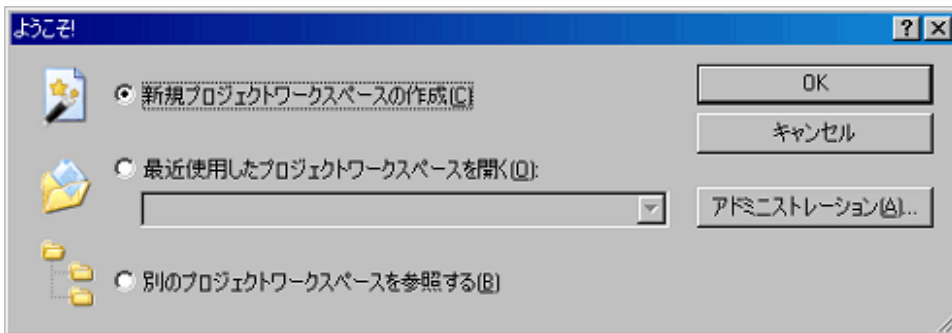 ようこそ!
新規プロジェクトワークスペースの作成(C)
最近使用したプロジェクトワークスペースを開く(O):
別のプロジェクトワークスペースを参照する(B)
OK
キャンセル
アドミニストレーション(A)...